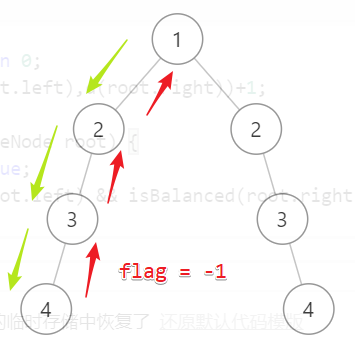 n 0;
1
t.left), (root.right))+1;
2
2
eNode root) {
ue;
ot.left) && isBalanced(root.right
3
3
flag = -1
4
4
的临时存储中恢复了 还原默认代码模板